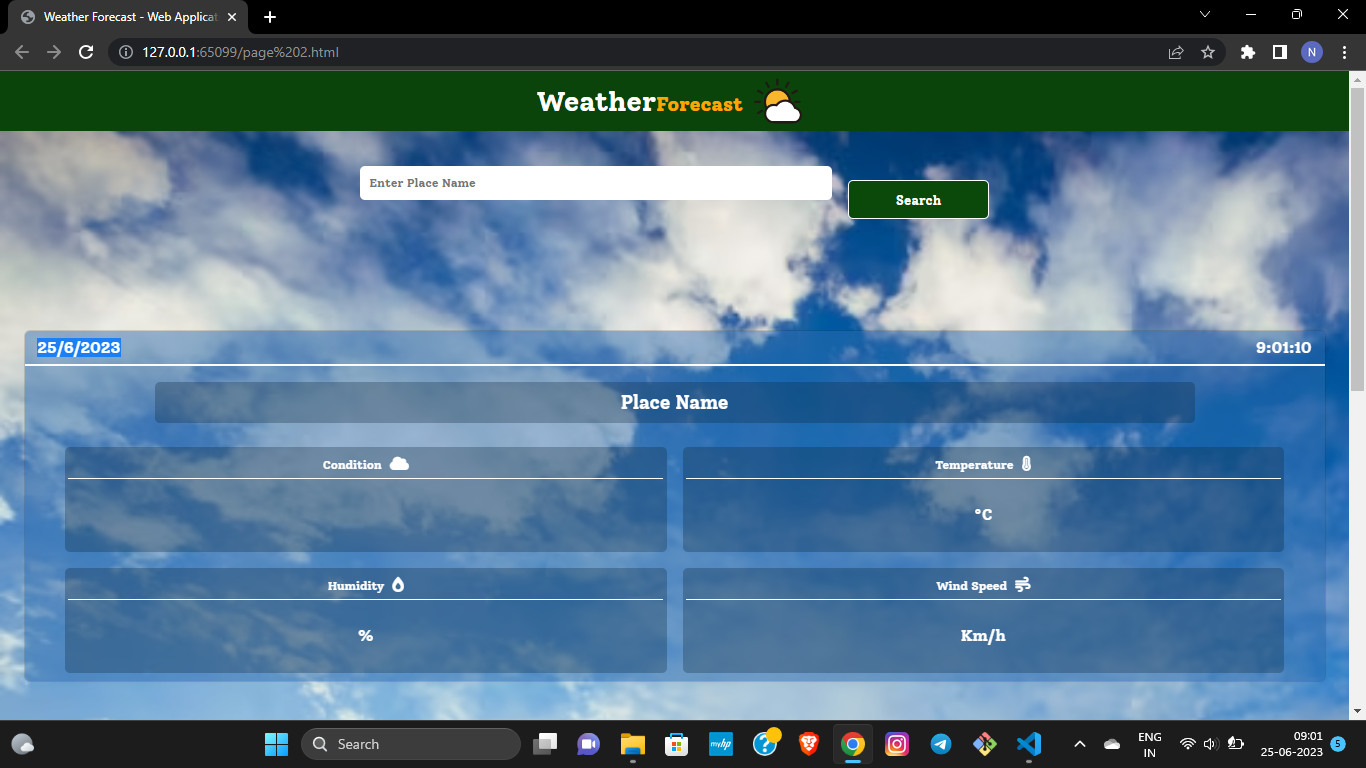 Weather Forecast - Web Applicat
127.0.0.1:65099/page%202.html
N
WeatherForecast
Enter Place Name
Search
25/6/2023
9:01:10
Place Name
Condition
Temperature
°C
Humidity
Wind Speed
%
Km/h
Search
myhp
?
ENG
IN
09:01
25-06-2023
5